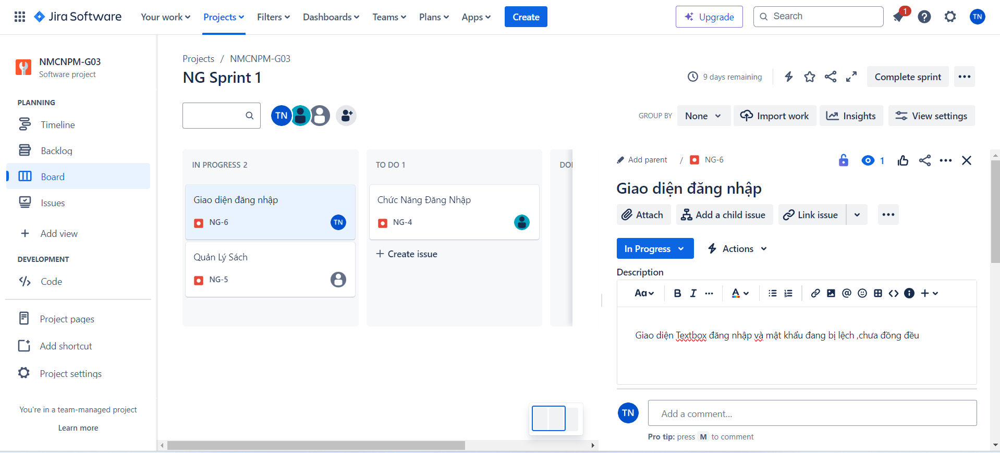 Jira Software
Your work
Projects
Filters
Dashboards
Teams
Plans
Apps
Create
Upgrade
Search
1
TN
NMCNPM-G03
Software project
PLANNING
Timeline
Backlog
Board
Issues
Add view
DEVELOPMENT
Code
Project pages
Add shortcut
Project settings
You're in a team-managed project
Learn more
Projects / NMCNPM-G03
NG Sprint 1
9 days remaining
Complete sprint
TN
GROUP BY
None
Import work
Insights
View settings
IN PROGRESS 2
Giao diện đăng nhập
NG-6
TN
Quản Lý Sách
NG-5
TO DO 1
Chức Năng Đăng Nhập
NG-4
Create issue
Add parent / NG-6
1
Giao diện đăng nhập
Attach
Add a child issue
Link issue
In Progress
Actions
Description
Aa B I A
Giao diện Textbox đăng nhập và mật khẩu đang bị lệch ,chưa đồng đều
TN
Add a comment...
Pro tip: press M to comment